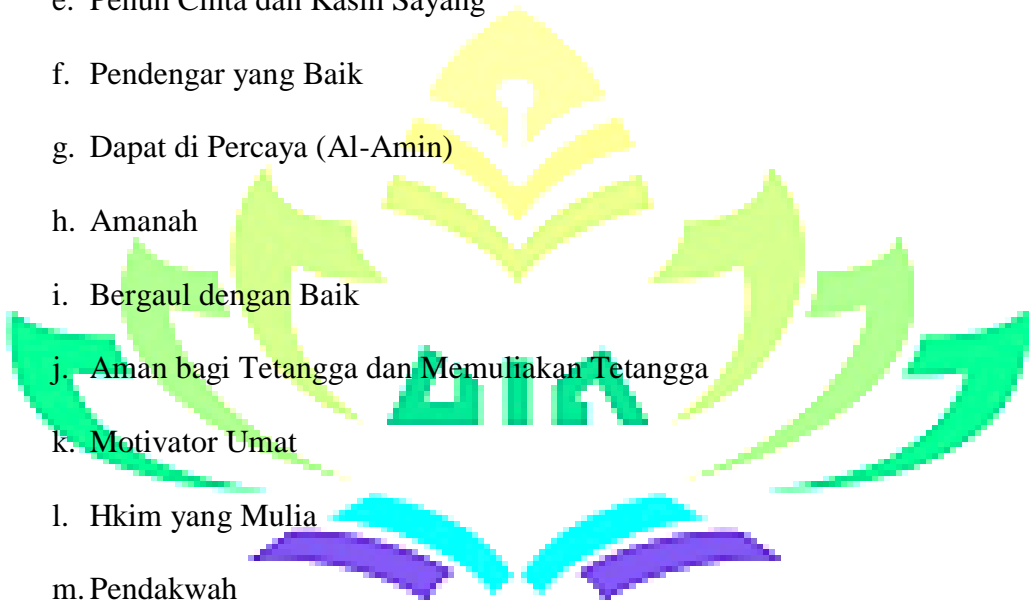 e. Penuh Cinta dan Kasih Sayang
f. Pendengar yang Baik
g. Dapat di Percaya (Al-Amin)
h. Amanah
i. Bergaul dengan Baik
j. Aman bagi Tetangga dan Memuliakan Tetangga
k. Motivator Umat
l. Hkim yang Mulia
m. Pendakwah